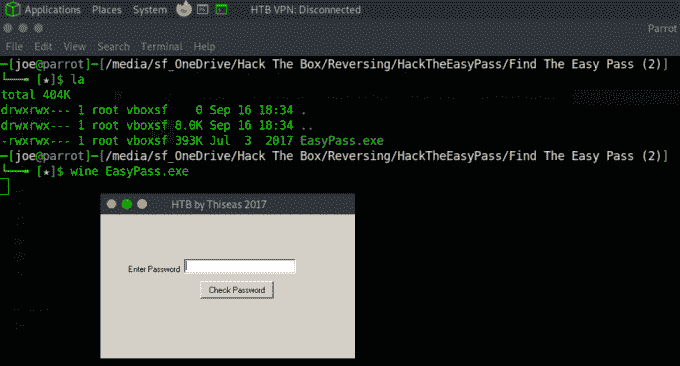 Applications Places System HTB VPN: Disconnected
Parrot
File Edit View Search Terminal Help
─[joe@parrot]─[/media/sf_OneDrive/Hack The Box/Reversing/HackTheEasyPass/Find The Easy Pass (2)]
└──╼ [★]$ la
total 404K
drwxrwx--- 1 root vboxsf 0 Sep 16 18:34 .
drwxrwx--- 1 root vboxsf 8.0K Sep 16 18:34 ..
-rwxrwx--- 1 root vboxsf 393K Jul 3 2017 EasyPass.exe
─[joe@parrot]─[/media/sf_OneDrive/Hack The Box/Reversing/HackTheEasyPass/Find The Easy Pass (2)]
└──╼ [★]$ wine EasyPass.exe
HTB by Thiseas 2017
Enter Password
Check Password